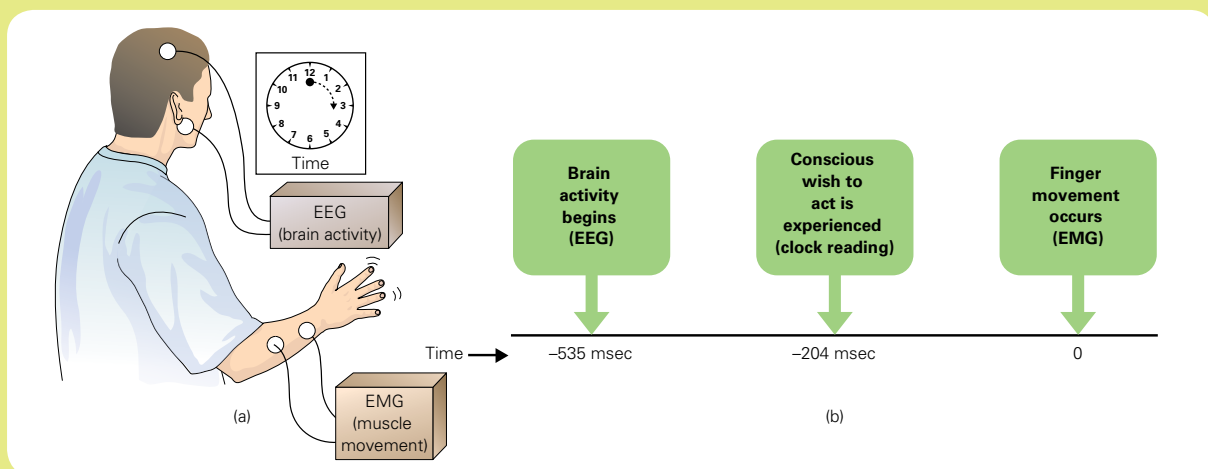 12
1
2
3
4
5
6
7
8
9
10
11
Time
EEG
(brain activity)
EMG
(muscle
movement)
(a)
Brain
activity
begins
(EEG)
Conscious
wish to
act is
experienced
(clock reading)
Finger
movement
occurs
(EMG)
Time
–535 msec
–204 msec
0
(b)